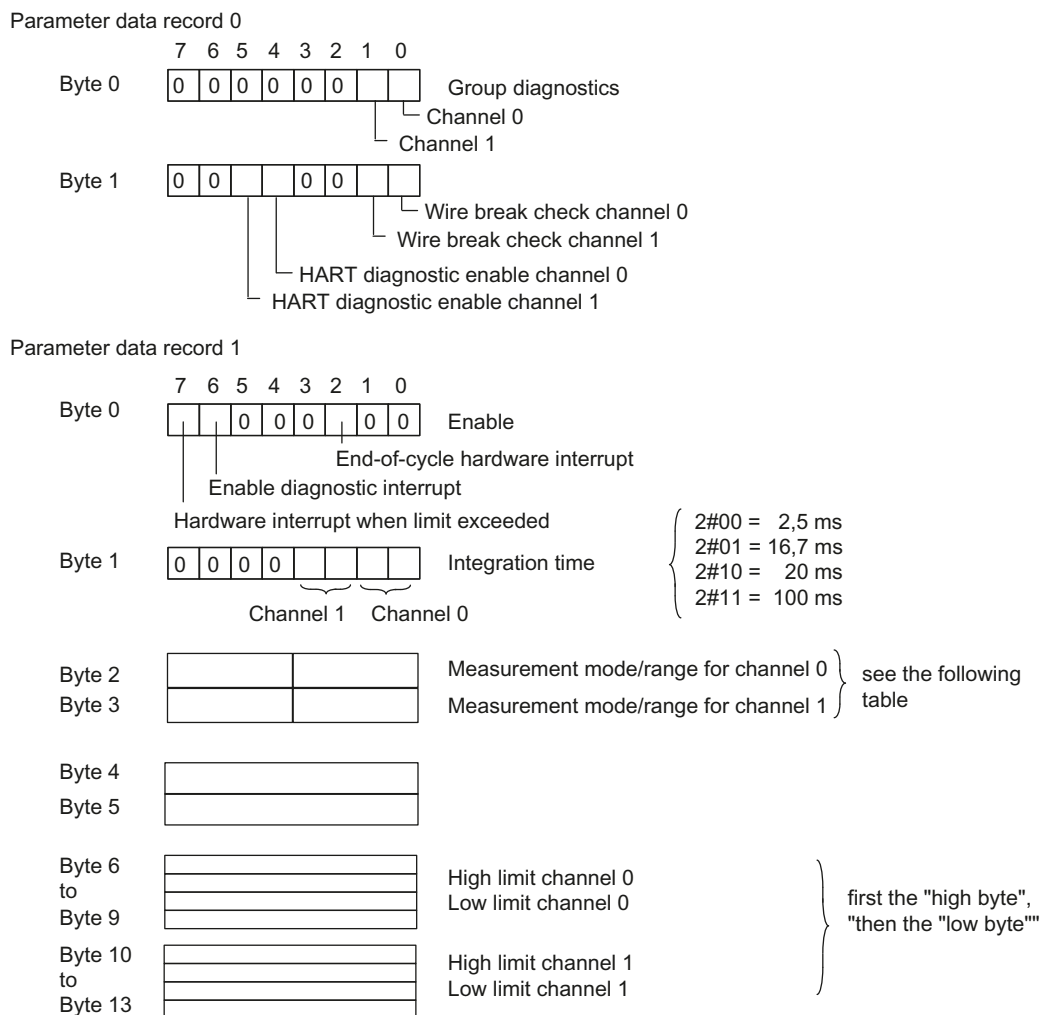 Parameter data record 0
7 6 5 4 3 2 1 0
Byte 0 0 0 0 0 0 0 Group diagnostics
Channel 0
Channel 1
Byte 1 0 0 0 0
Wire break check channel 0
Wire break check channel 1
HART diagnostic enable channel 0
HART diagnostic enable channel 1
Parameter data record 1
7 6 5 4 3 2 1 0
Byte 0 0 0 0 0 0 Enable
End-of-cycle hardware interrupt
Enable diagnostic interrupt
Hardware interrupt when limit exceeded
Byte 1 0 0 0 0 Integration time
2#00 = 2,5 ms
2#01 = 16,7 ms
2#10 = 20 ms
2#11 = 100 ms
Channel 1 Channel 0
Byte 2 Measurement mode/range for channel 0
Byte 3 Measurement mode/range for channel 1
see the following
table
Byte 4
Byte 5
Byte 6
to
Byte 9
High limit channel 0
Low limit channel 0
Byte 10
to
Byte 13
High limit channel 1
Low limit channel 1
first the "high byte",
"then the "low byte""